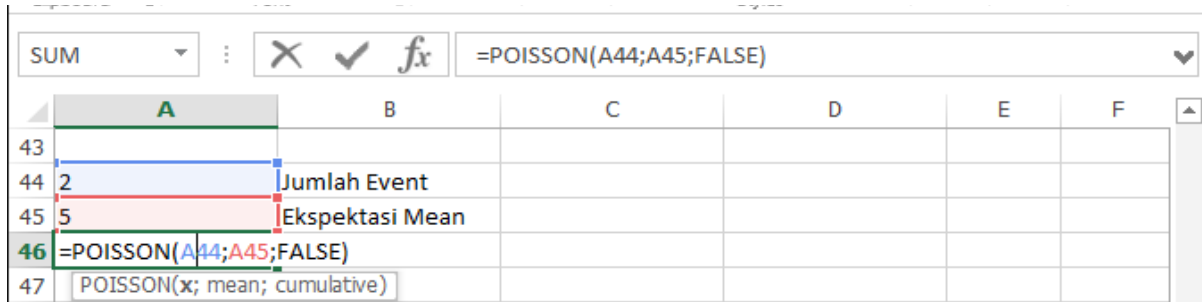 SUM fx =POISSON(A44;A45;FALSE)
A B C D E F
43
44 2 Jumlah Event
45 5 Ekspektasi Mean
46 =POISSON(A44;A45;FALSE)
47 POISSON(x; mean; cumulative)